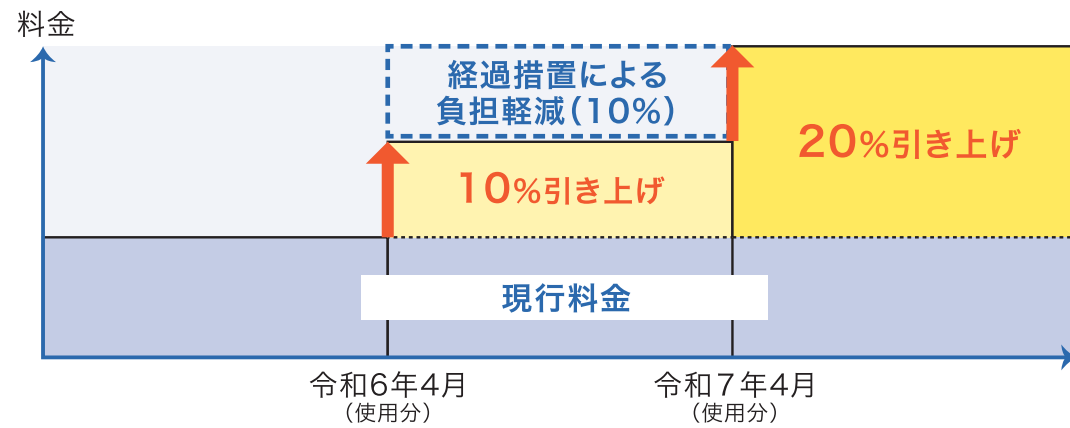 料金
経過措置による
負担軽減（10%）
10%引き上げ
20%引き上げ
現行料金
令和6年4月
（使用分）
令和7年4月
（使用分）